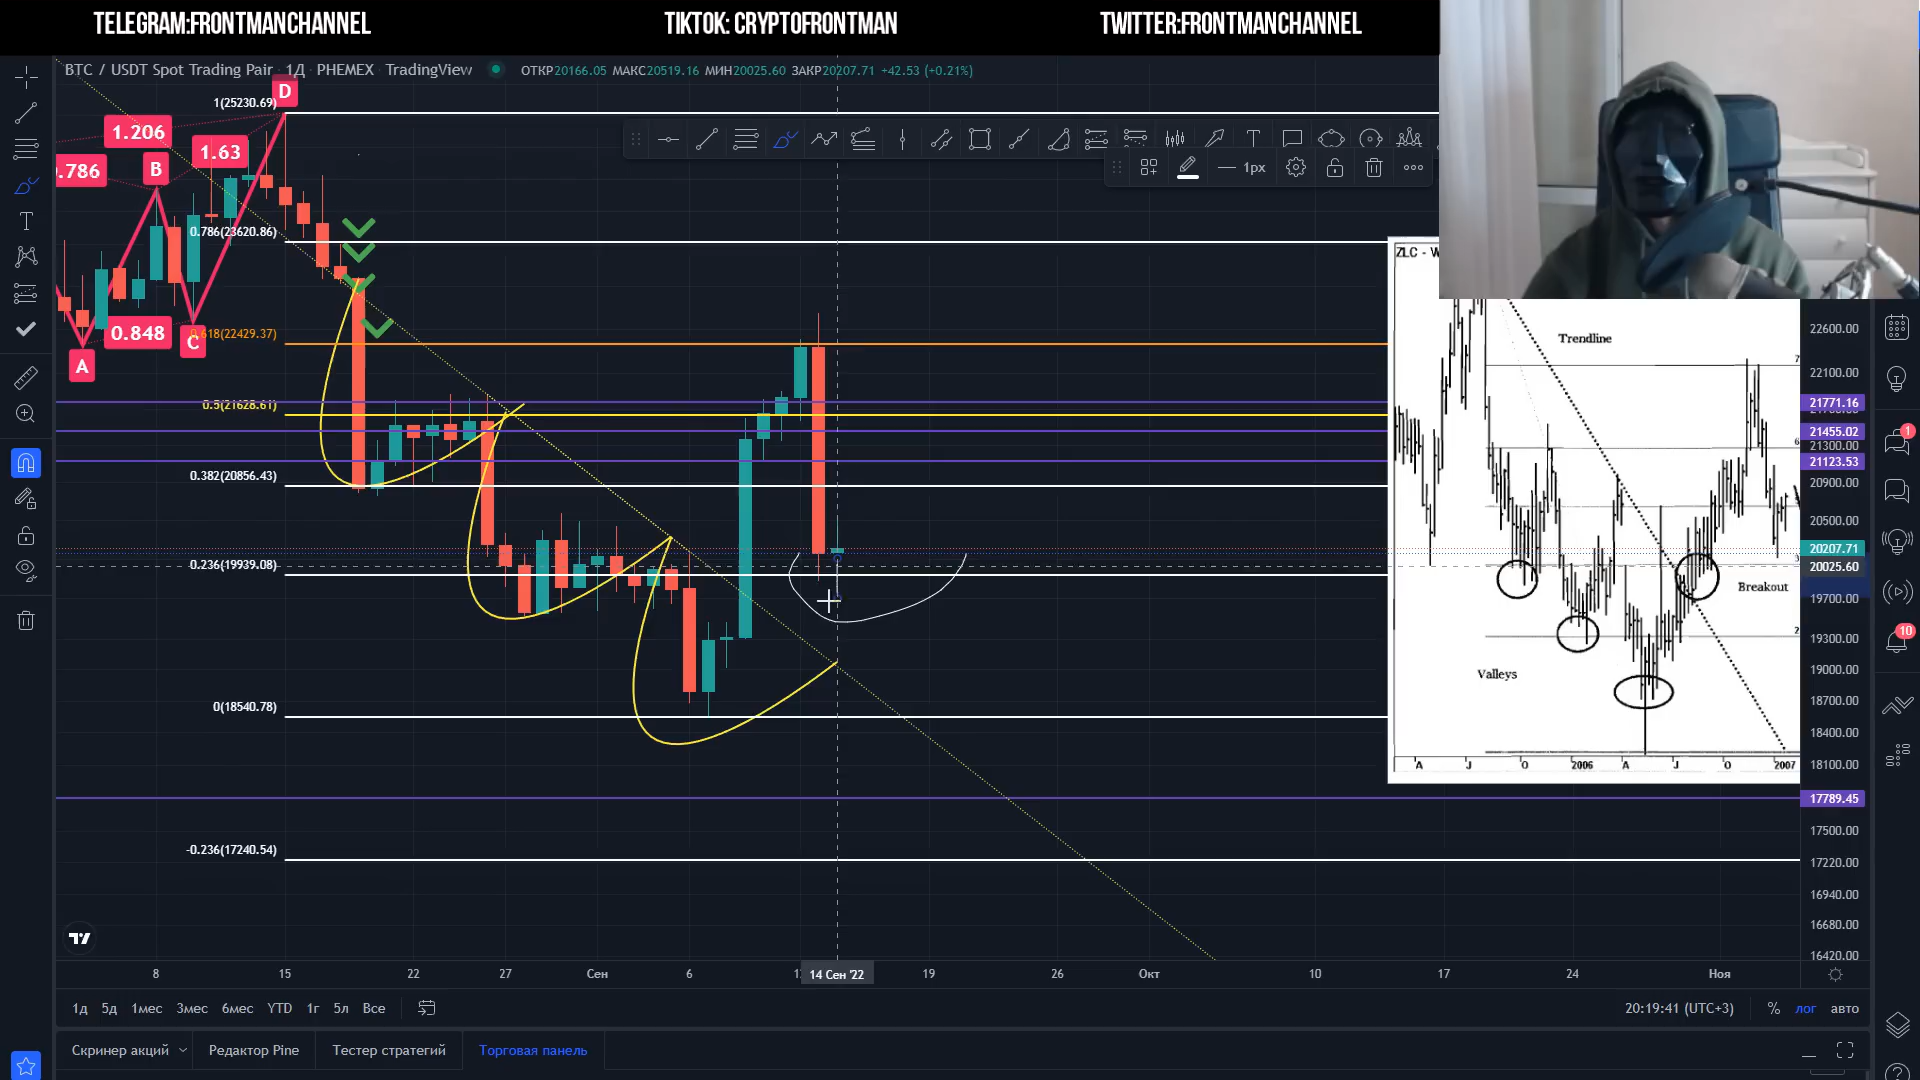 TELEGRAM:FRONTMANCHANNEL
TIKTOK: CRYPTOFRONTMAN
TWITTER:FRONTMANCHANNEL
BTC / USDT Spot Trading Pair · 1Д · PHEMEX · TradingView
ОТКР20166.05 МАКС20519.16 МИН20025.60 ЗАКР20207.71 +42.53 (+0.21%)
1px
D
1(25230.69)
1.206
1.63
B
.786
0.786(23620.86)
0.848
C
A
.618(22429.37)
0.5(21628.61)
0.382(20856.43)
0.236(19939.08)
0(18540.78)
-0.236(17240.54)
ZLC - W
Trendline
Breakout
Valleys
A
J
O
2006
A
J
O
2007
22600.00
22100.00
21771.16
21455.02
21300.00
21123.53
20900.00
20500.00
20207.71
20025.60
19700.00
19300.00
19000.00
18700.00
18400.00
18100.00
17789.45
17500.00
17220.00
16940.00
16680.00
16420.00
1
10
8
15
22
27
Сен
6
14 Сен '22
19
26
Окт
10
17
24
Ноя
1д 5д 1мес 3мес 6мес YTD 1г 5л Все
20:19:41 (UTC+3) % лог авто
Скринер акций
Редактор Pine
Тестер стратегий
Торговая панель